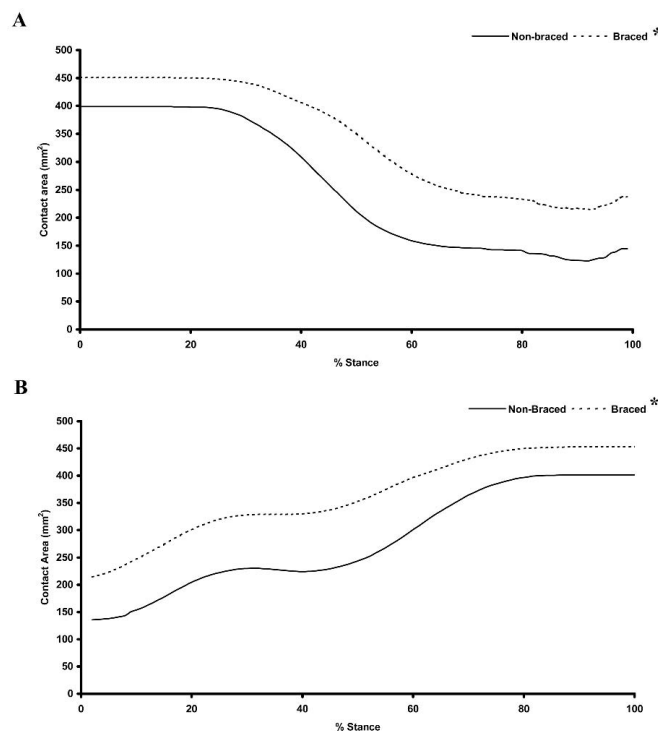 A
Non-braced Braced *
500
450
400
350
300
250
200
150
100
50
0
Contact area (mm²)
0 20 40 60 80 100
% Stance
B
Non-Braced Braced *
500
450
400
350
300
250
200
150
100
50
0
Contact Area (mm²)
0 20 40 60 80 100
% Stance